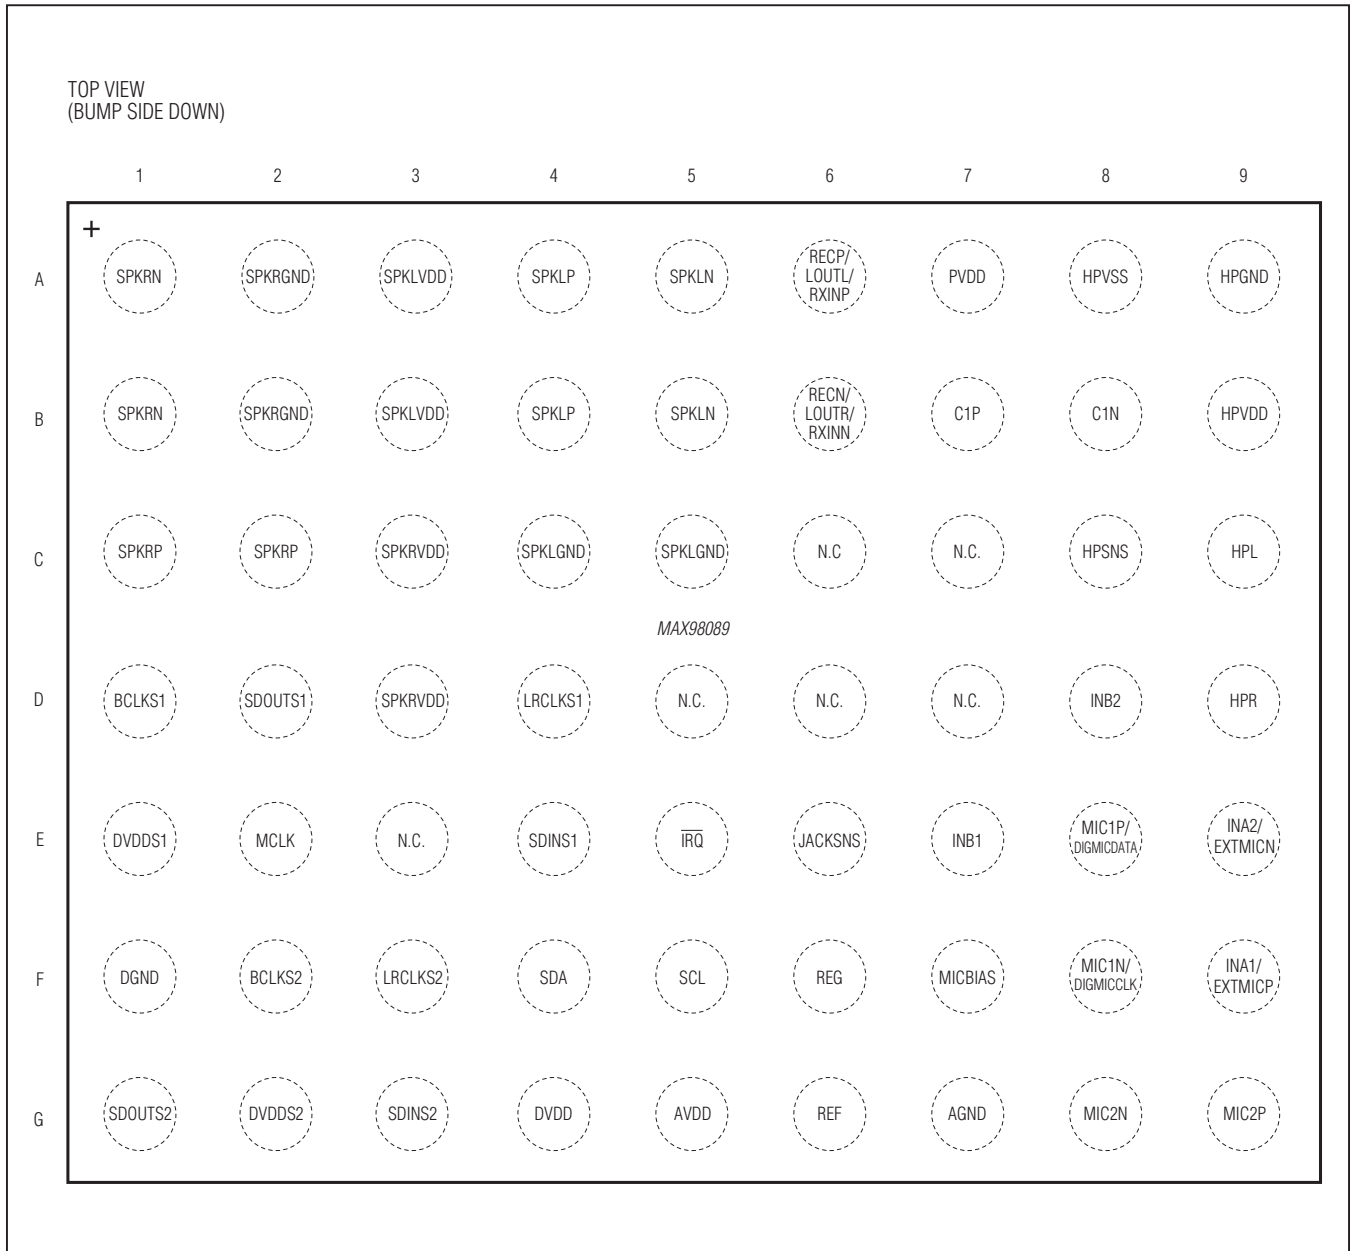 TOP VIEW
(BUMP SIDE DOWN)
1 2 3 4 5 6 7 8 9
+
A SPKRN SPKRGND SPKLVDD SPKLP SPKLN RECP/
LOUTL/
RXINP PVDD HPVSS HPGND
B SPKRN SPKRGND SPKLVDD SPKLP SPKLN RECN/
LOUTR/
RXINN C1P C1N HPVDD
C SPKRP SPKRP SPKRVDD SPKLGND SPKLGND N.C N.C. HPSNS HPL
MAX98089
D BCLKS1 SDOUTS1 SPKRVDD LRCLKS1 N.C. N.C. N.C. INB2 HPR
E DVDDS1 MCLK N.C. SDINS1 IRQ JACKSNS INB1 MIC1P/
DIGMICDATA INA2/
EXTMICN
F DGND BCLKS2 LRCLKS2 SDA SCL REG MICBIAS MIC1N/
DIGMICCLK INA1/
EXTMICP
G SDOUTS2 DVDDS2 SDINS2 DVDD AVDD REF AGND MIC2N MIC2P